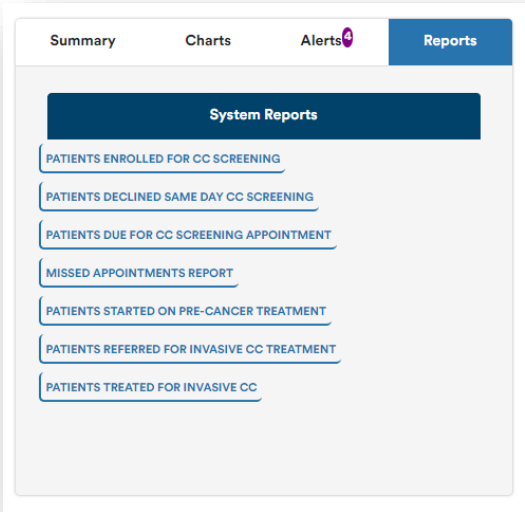 Summary Charts Alerts 4 Reports
System Reports
PATIENTS ENROLLED FOR CC SCREENING
PATIENTS DECLINED SAME DAY CC SCREENING
PATIENTS DUE FOR CC SCREENING APPOINTMENT
MISSED APPOINTMENTS REPORT
PATIENTS STARTED ON PRE-CANCER TREATMENT
PATIENTS REFERRED FOR INVASIVE CC TREATMENT
PATIENTS TREATED FOR INVASIVE CC